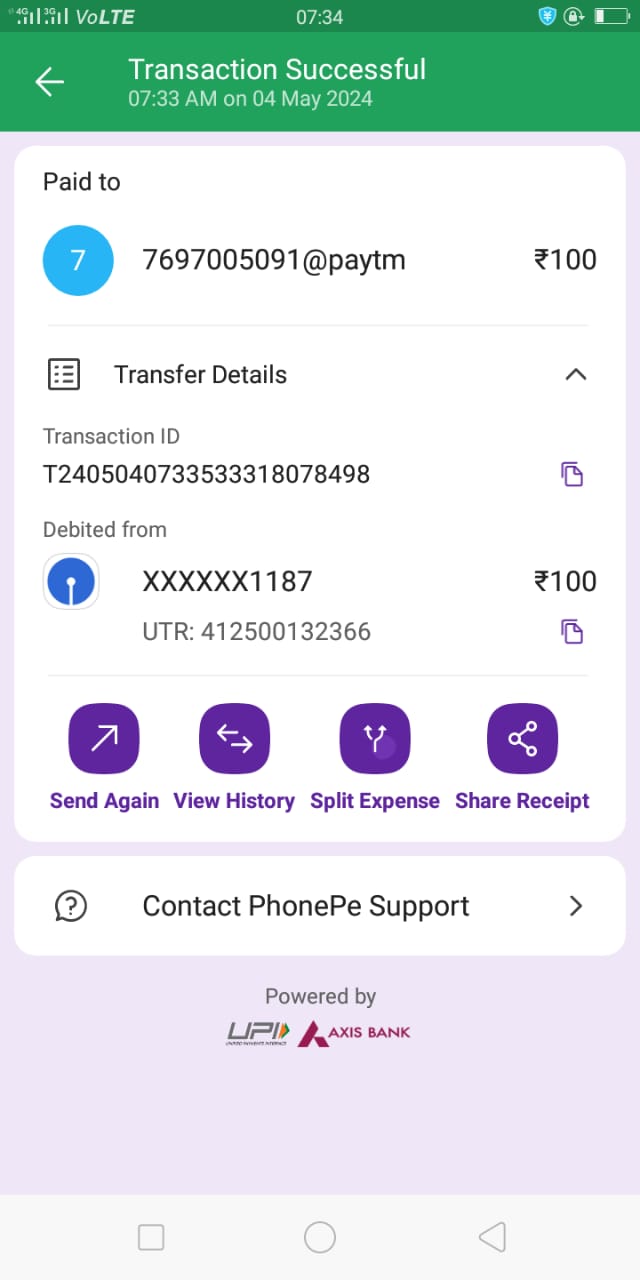 4G 3G VoLTE 07:34
Transaction Successful
07:33 AM on 04 May 2024
Paid to
7 7697005091@paytm ₹100
Transfer Details
Transaction ID
T2405040733533318078498
Debited from
XXXXXX1187 ₹100
UTR: 412500132366
Send Again View History Split Expense Share Receipt
Contact PhonePe Support
Powered by
UPI AXIS BANK
UNIFIED PAYMENTS INTERFACE